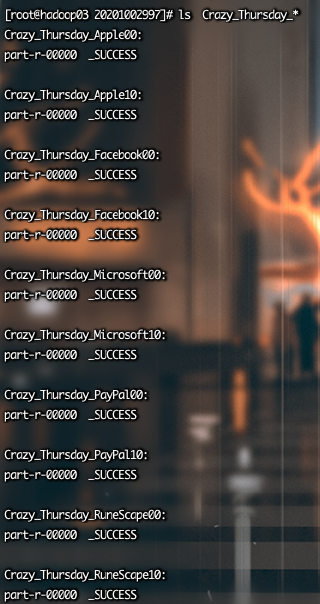 [root@hadoop03 20201002997]# ls  Crazy_Thursday_*
Crazy_Thursday_Apple00:
part-r-00000  _SUCCESS
Crazy_Thursday_Apple10:
part-r-00000  _SUCCESS
Crazy_Thursday_Facebook00:
part-r-00000  _SUCCESS
Crazy_Thursday_Facebook10:
part-r-00000  _SUCCESS
Crazy_Thursday_Microsoft00:
part-r-00000  _SUCCESS
Crazy_Thursday_Microsoft10:
part-r-00000  _SUCCESS
Crazy_Thursday_PayPal00:
part-r-00000  _SUCCESS
Crazy_Thursday_PayPal10:
part-r-00000  _SUCCESS
Crazy_Thursday_RuneScape00:
part-r-00000  _SUCCESS
Crazy_Thursday_RuneScape10:
part-r-00000  _SUCCESS